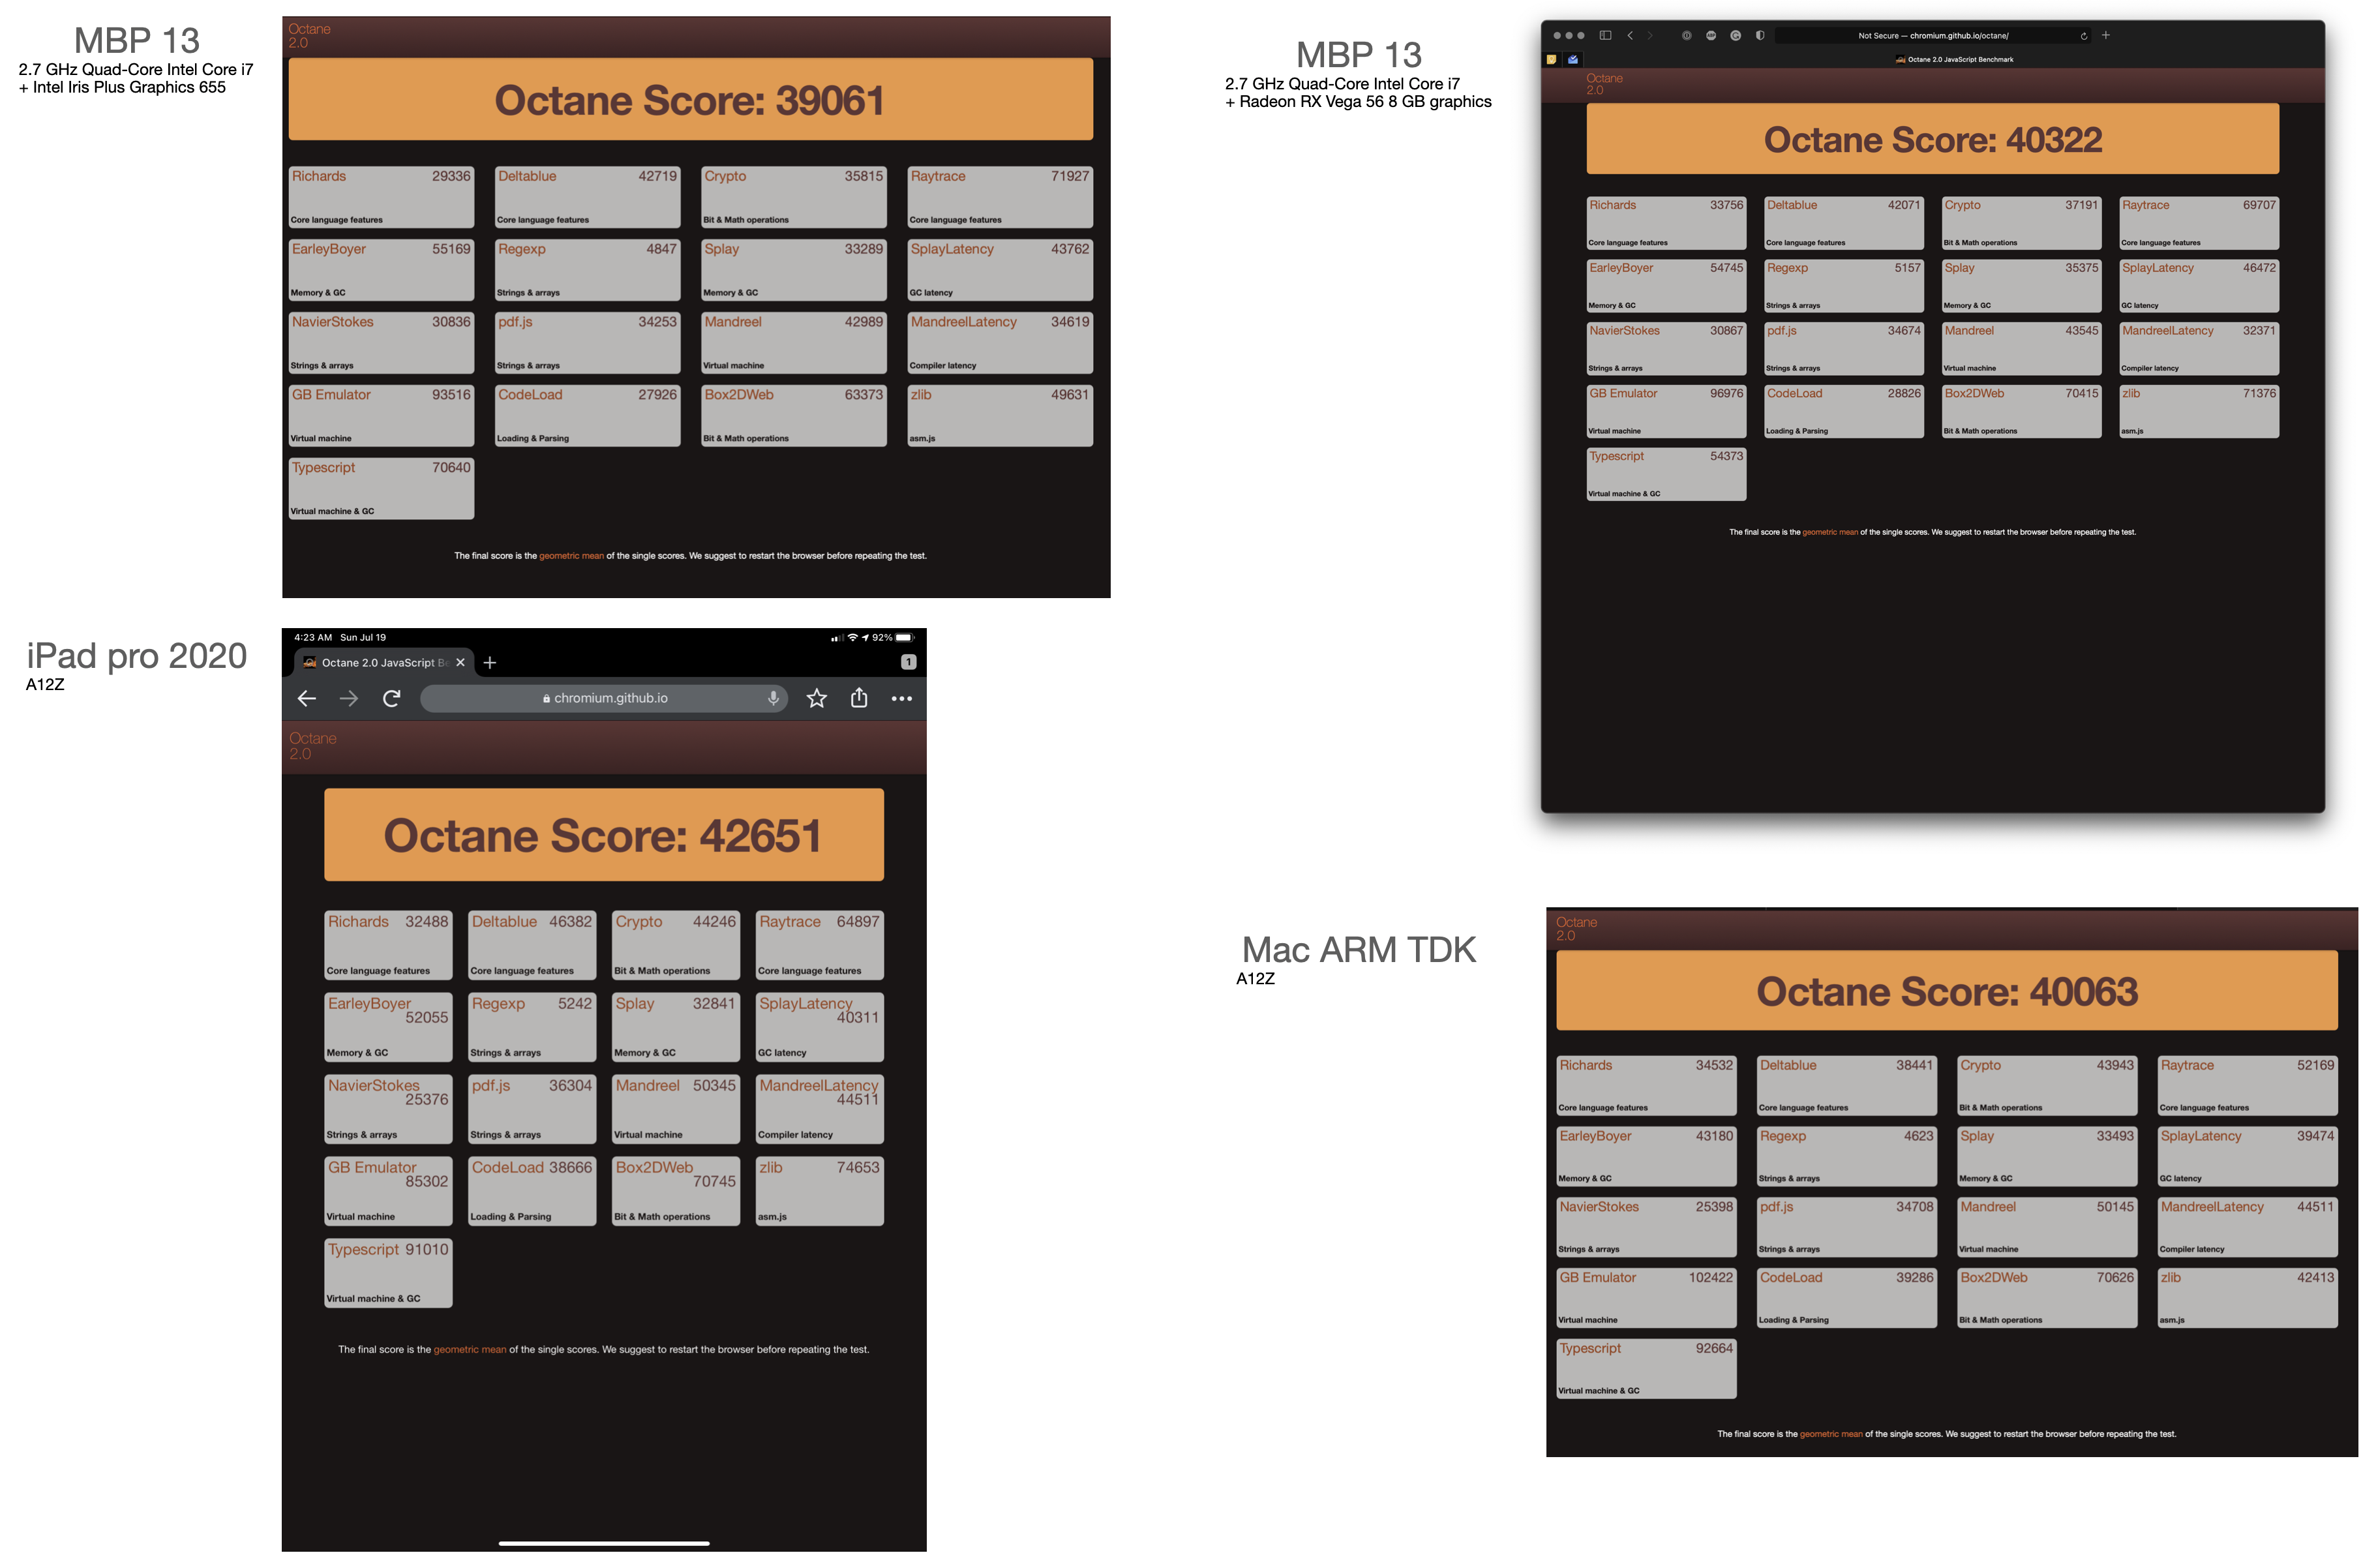 MBP 13
2.7 GHz Quad-Core Intel Core i7
+ Intel Iris Plus Graphics 655
Octane
2.0
Octane Score: 39061
Richards 29336
Core language features
Deltablue 42719
Core language features
Crypto 35815
Bit & Math operations
Raytrace 71927
Core language features
EarleyBoyer 55169
Memory & GC
Regexp 4847
Strings & arrays
Splay 33289
Memory & GC
SplayLatency 43762
GC latency
NavierStokes 30836
Strings & arrays
pdf.js 34253
Strings & arrays
Mandreel 42989
Virtual machine
MandreelLatency 34619
Compiler latency
GB Emulator 93516
Virtual machine
CodeLoad 27926
Loading & Parsing
Box2DWeb 63373
Bit & Math operations
zlib 49631
asm.js
Typescript 70640
Virtual machine & GC
The final score is the geometric mean of the single scores. We suggest to restart the browser before repeating the test.
MBP 13
2.7 GHz Quad-Core Intel Core i7
+ Radeon RX Vega 56 8 GB graphics
Not Secure — chromium.github.io/octane/
Octane 2.0 JavaScript Benchmark
Octane
2.0
Octane Score: 40322
Richards 33756
Core language features
Deltablue 42071
Core language features
Crypto 37191
Bit & Math operations
Raytrace 69707
Core language features
EarleyBoyer 54745
Memory & GC
Regexp 5157
Strings & arrays
Splay 35375
Memory & GC
SplayLatency 46472
GC latency
NavierStokes 30867
Strings & arrays
pdf.js 34674
Strings & arrays
Mandreel 43545
Virtual machine
MandreelLatency 32371
Compiler latency
GB Emulator 96976
Virtual machine
CodeLoad 28826
Loading & Parsing
Box2DWeb 70415
Bit & Math operations
zlib 71376
asm.js
Typescript 54373
Virtual machine & GC
The final score is the geometric mean of the single scores. We suggest to restart the browser before repeating the test.
iPad pro 2020
A12Z
4:23 AM Sun Jul 19
92%
Octane 2.0 JavaScript Be
1
chromium.github.io
Octane
2.0
Octane Score: 42651
Richards 32488
Core language features
Deltablue 46382
Core language features
Crypto 44246
Bit & Math operations
Raytrace 64897
Core language features
EarleyBoyer
52055
Memory & GC
Regexp 5242
Strings & arrays
Splay 32841
Memory & GC
SplayLatency
40311
GC latency
NavierStokes
25376
Strings & arrays
pdf.js 36304
Strings & arrays
Mandreel 50345
Virtual machine
MandreelLatency
44511
Compiler latency
GB Emulator
85302
Virtual machine
CodeLoad 38666
Loading & Parsing
Box2DWeb
70745
Bit & Math operations
zlib 74653
asm.js
Typescript 91010
Virtual machine & GC
The final score is the geometric mean of the single scores. We suggest to restart the browser before repeating the test.
Mac ARM TDK
A12Z
Octane
2.0
Octane Score: 40063
Richards 34532
Core language features
Deltablue 38441
Core language features
Crypto 43943
Bit & Math operations
Raytrace 52169
Core language features
EarleyBoyer 43180
Memory & GC
Regexp 4623
Strings & arrays
Splay 33493
Memory & GC
SplayLatency 39474
GC latency
NavierStokes 25398
Strings & arrays
pdf.js 34708
Strings & arrays
Mandreel 50145
Virtual machine
MandreelLatency 44511
Compiler latency
GB Emulator 102422
Virtual machine
CodeLoad 39286
Loading & Parsing
Box2DWeb 70626
Bit & Math operations
zlib 42413
asm.js
Typescript 92664
Virtual machine & GC
The final score is the geometric mean of the single scores. We suggest to restart the browser before repeating the test.